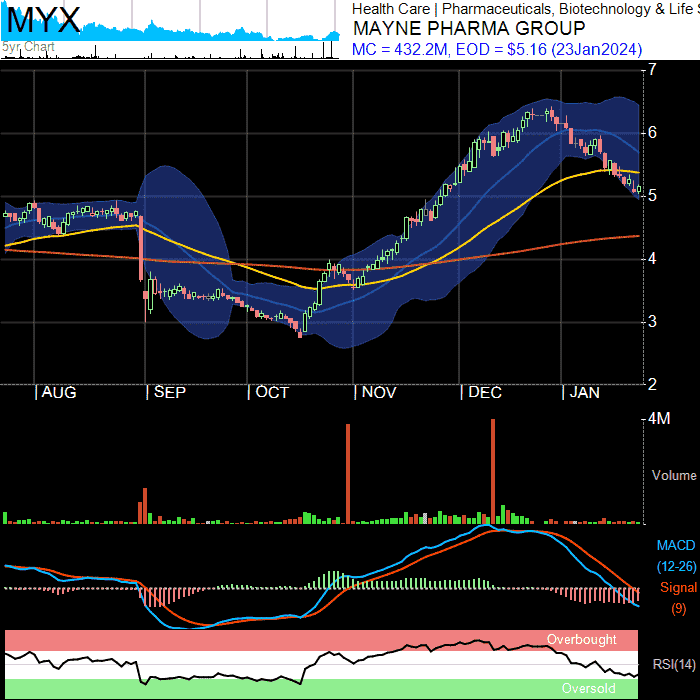 MYX
5yr Chart
Health Care | Pharmaceuticals, Biotechnology & Life S
MAYNE PHARMA GROUP
MC = 432.2M, EOD = $5.16 (23Jan2024)
7
6
5
4
3
2
| AUG | SEP | OCT | NOV | DEC | JAN
4M
Volume
MACD
(12-26)
Signal
(9)
Overbought
RSI(14)
Oversold